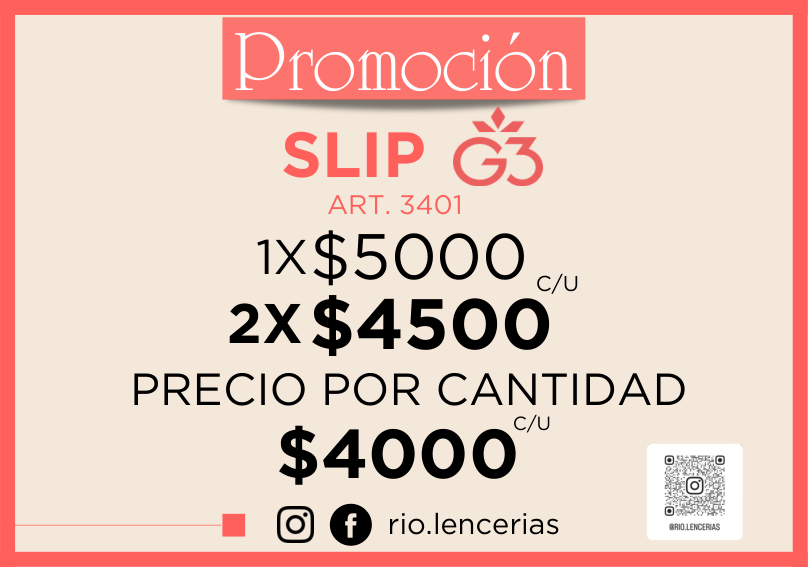 Promoción
SLIP G3
ART. 3401
1X$5000
C/U
2X$4500
PRECIO POR CANTIDAD
C/U
$4000
rio.lencerias
@RIO.LENCERIAS